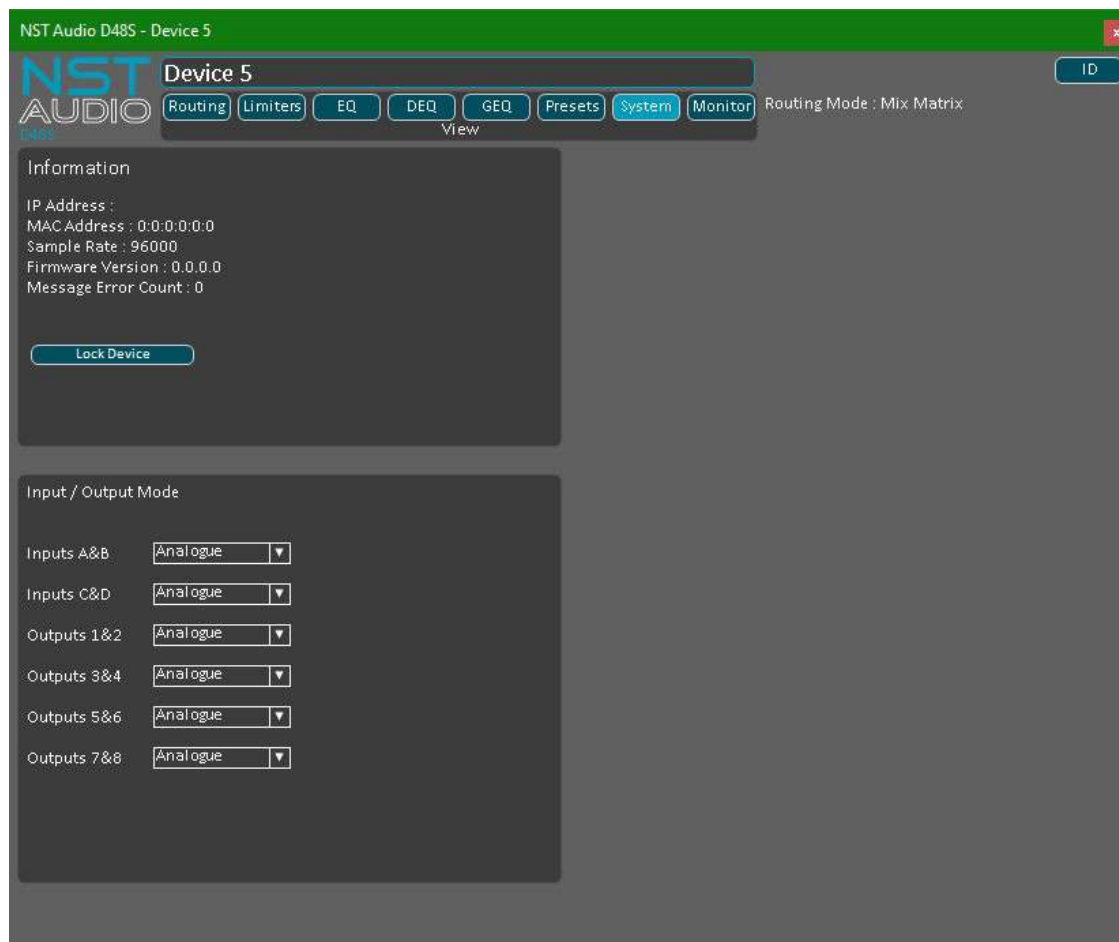 NST Audio D48S - Device 5
x
NST
AUDIO
D48S
Device 5
ID
Routing Limiters EQ DEQ GEQ Presets System Monitor
Routing Mode : Mix Matrix
View
Information
IP Address :
MAC Address : 0:0:0:0:0:0
Sample Rate : 96000
Firmware Version : 0.0.0.0
Message Error Count : 0
Lock Device
Input / Output Mode
Inputs A&B Analogue
Inputs C&D Analogue
Outputs 1&2 Analogue
Outputs 3&4 Analogue
Outputs 5&6 Analogue
Outputs 7&8 Analogue